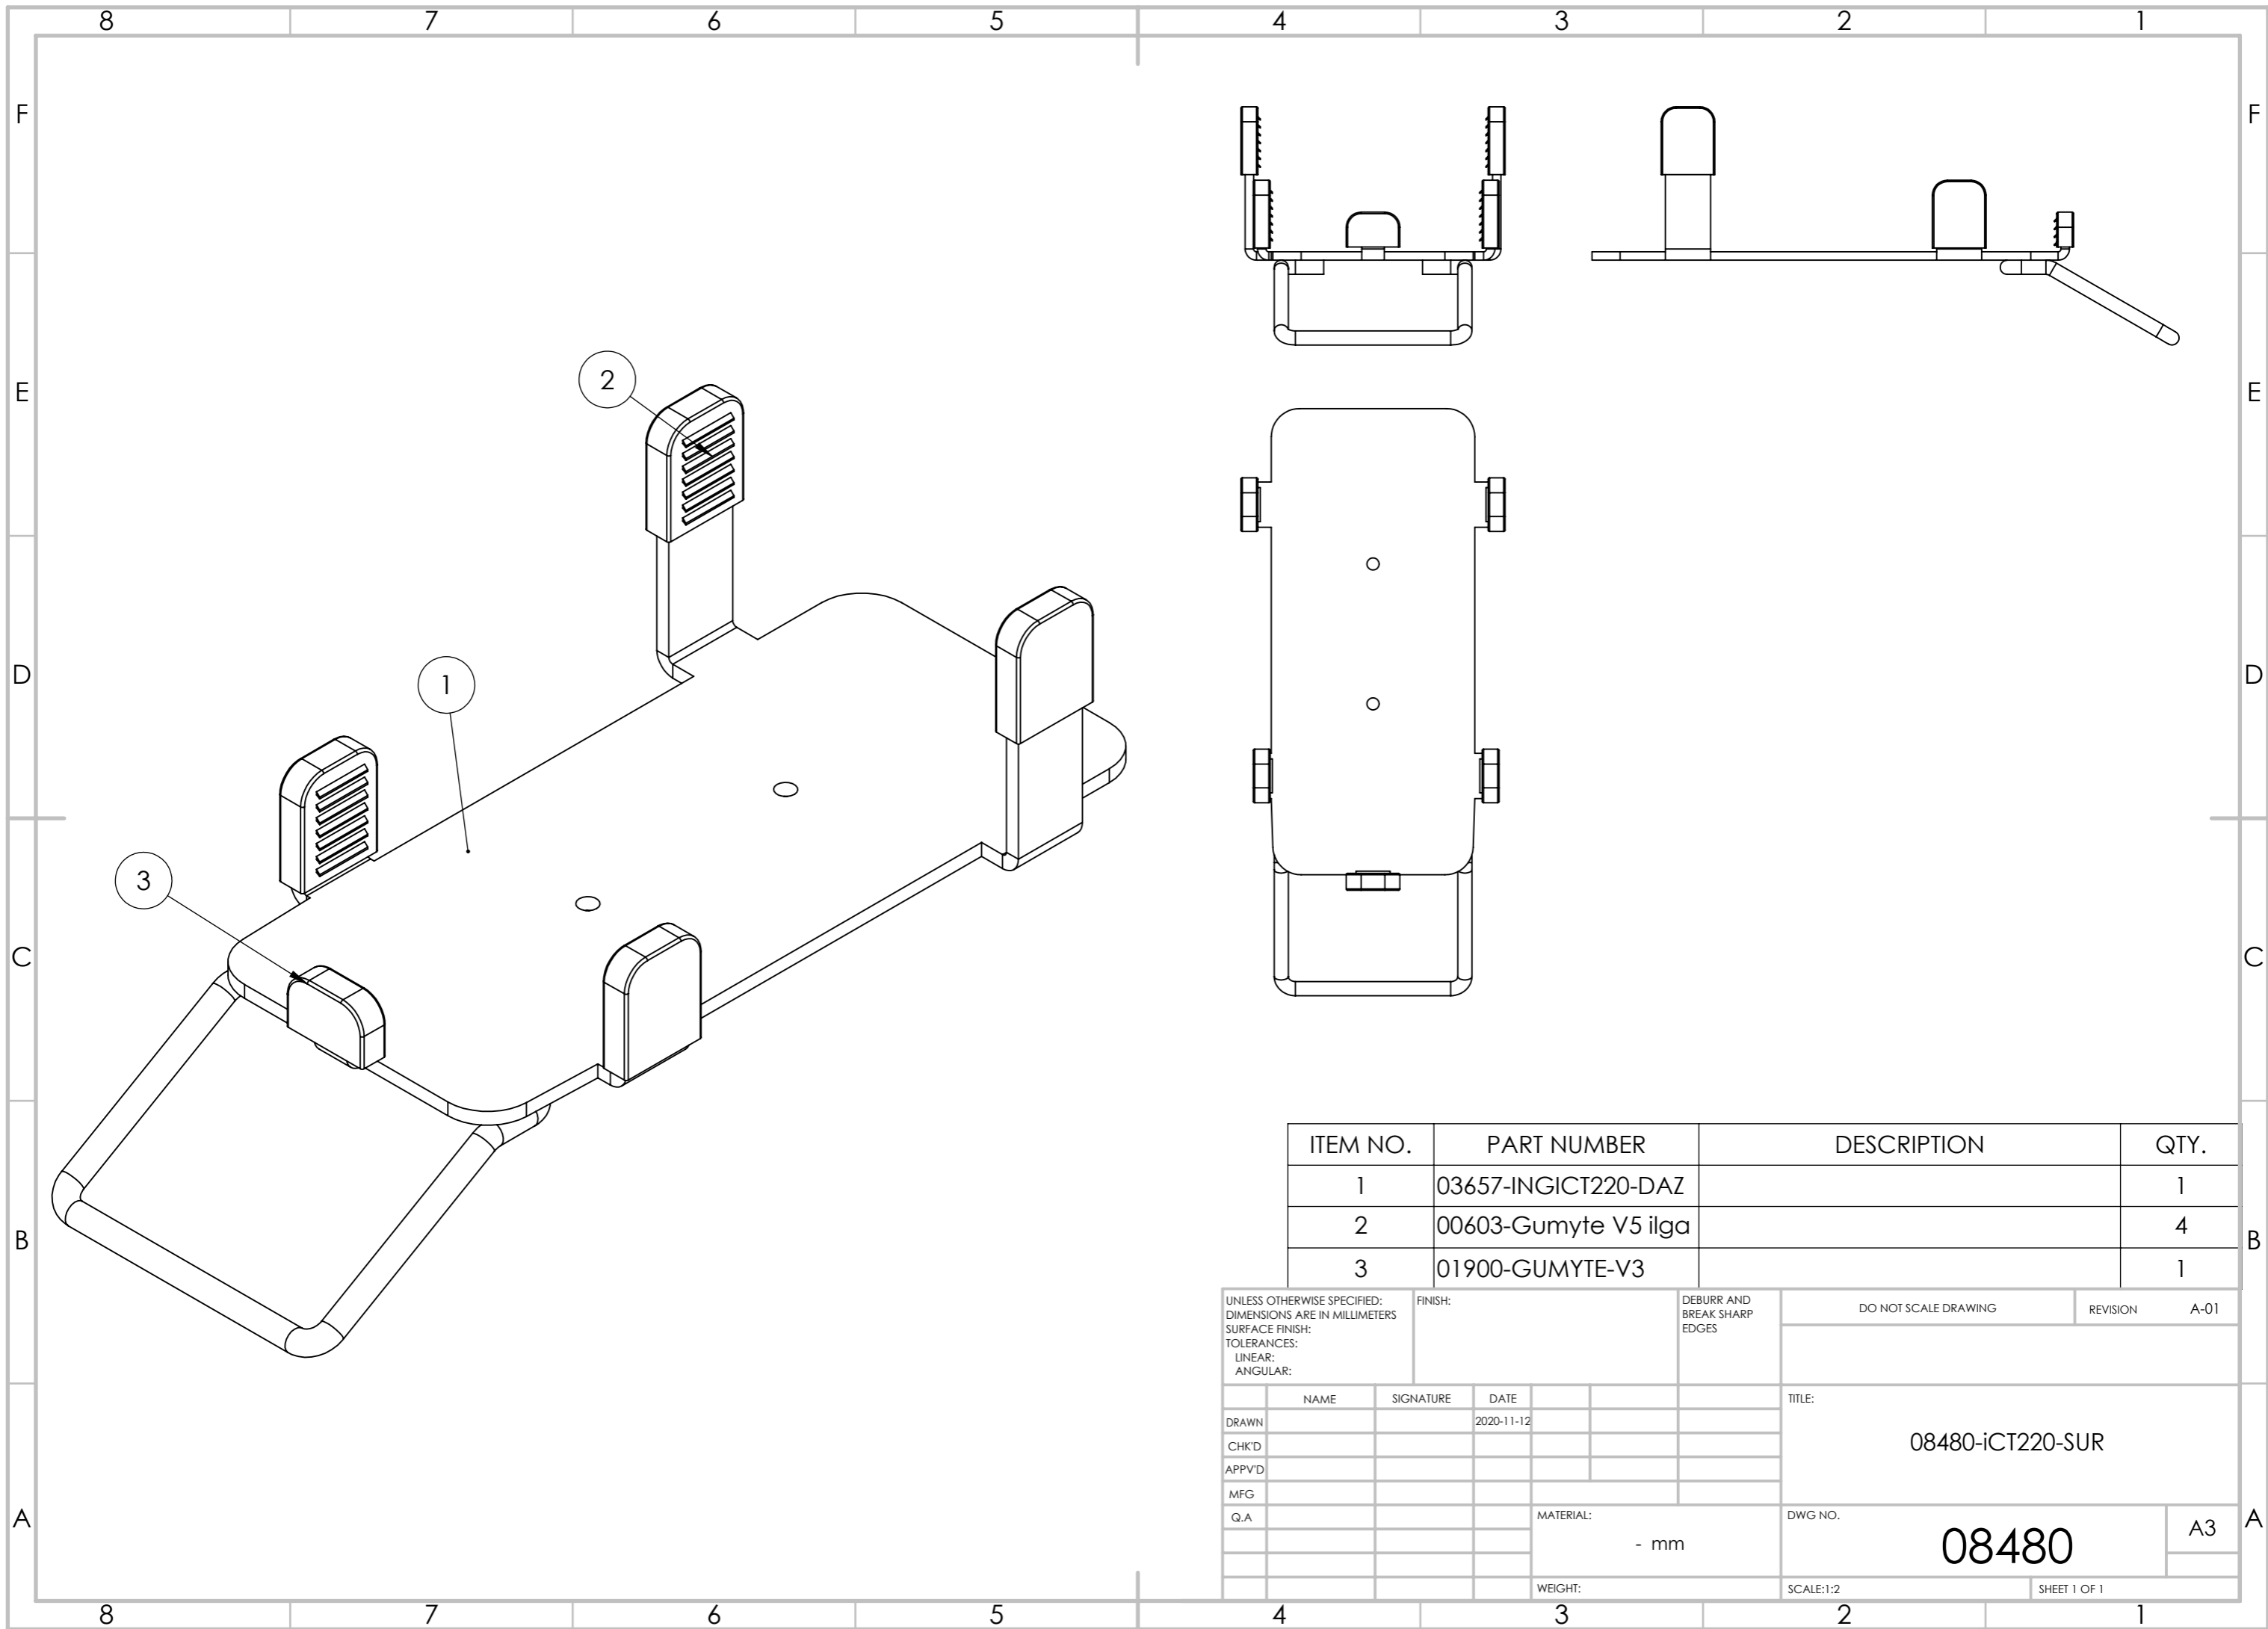 8 7 6 5 4 3 2 1
F F
E E
D D
C C
B B
A A
2
1
3
ITEM NO. PART NUMBER DESCRIPTION QTY.
1 03657-INGICT220-DAZ 1
2 00603-Gumyte V5 ilga 4
3 01900-GUMYTE-V3 1
UNLESS OTHERWISE SPECIFIED:
DIMENSIONS ARE IN MILLIMETERS
SURFACE FINISH:
TOLERANCES:
LINEAR:
ANGULAR:
FINISH:
DEBURR AND
BREAK SHARP
EDGES
DO NOT SCALE DRAWING
REVISION A-01
NAME SIGNATURE DATE
DRAWN 2020-11-12
CHK'D
APPV'D
MFG
Q.A
TITLE:
08480-iCT220-SUR
MATERIAL:
- mm
DWG NO.
08480
A3
WEIGHT:
SCALE:1:2
SHEET 1 OF 1
8 7 6 5 4 3 2 1